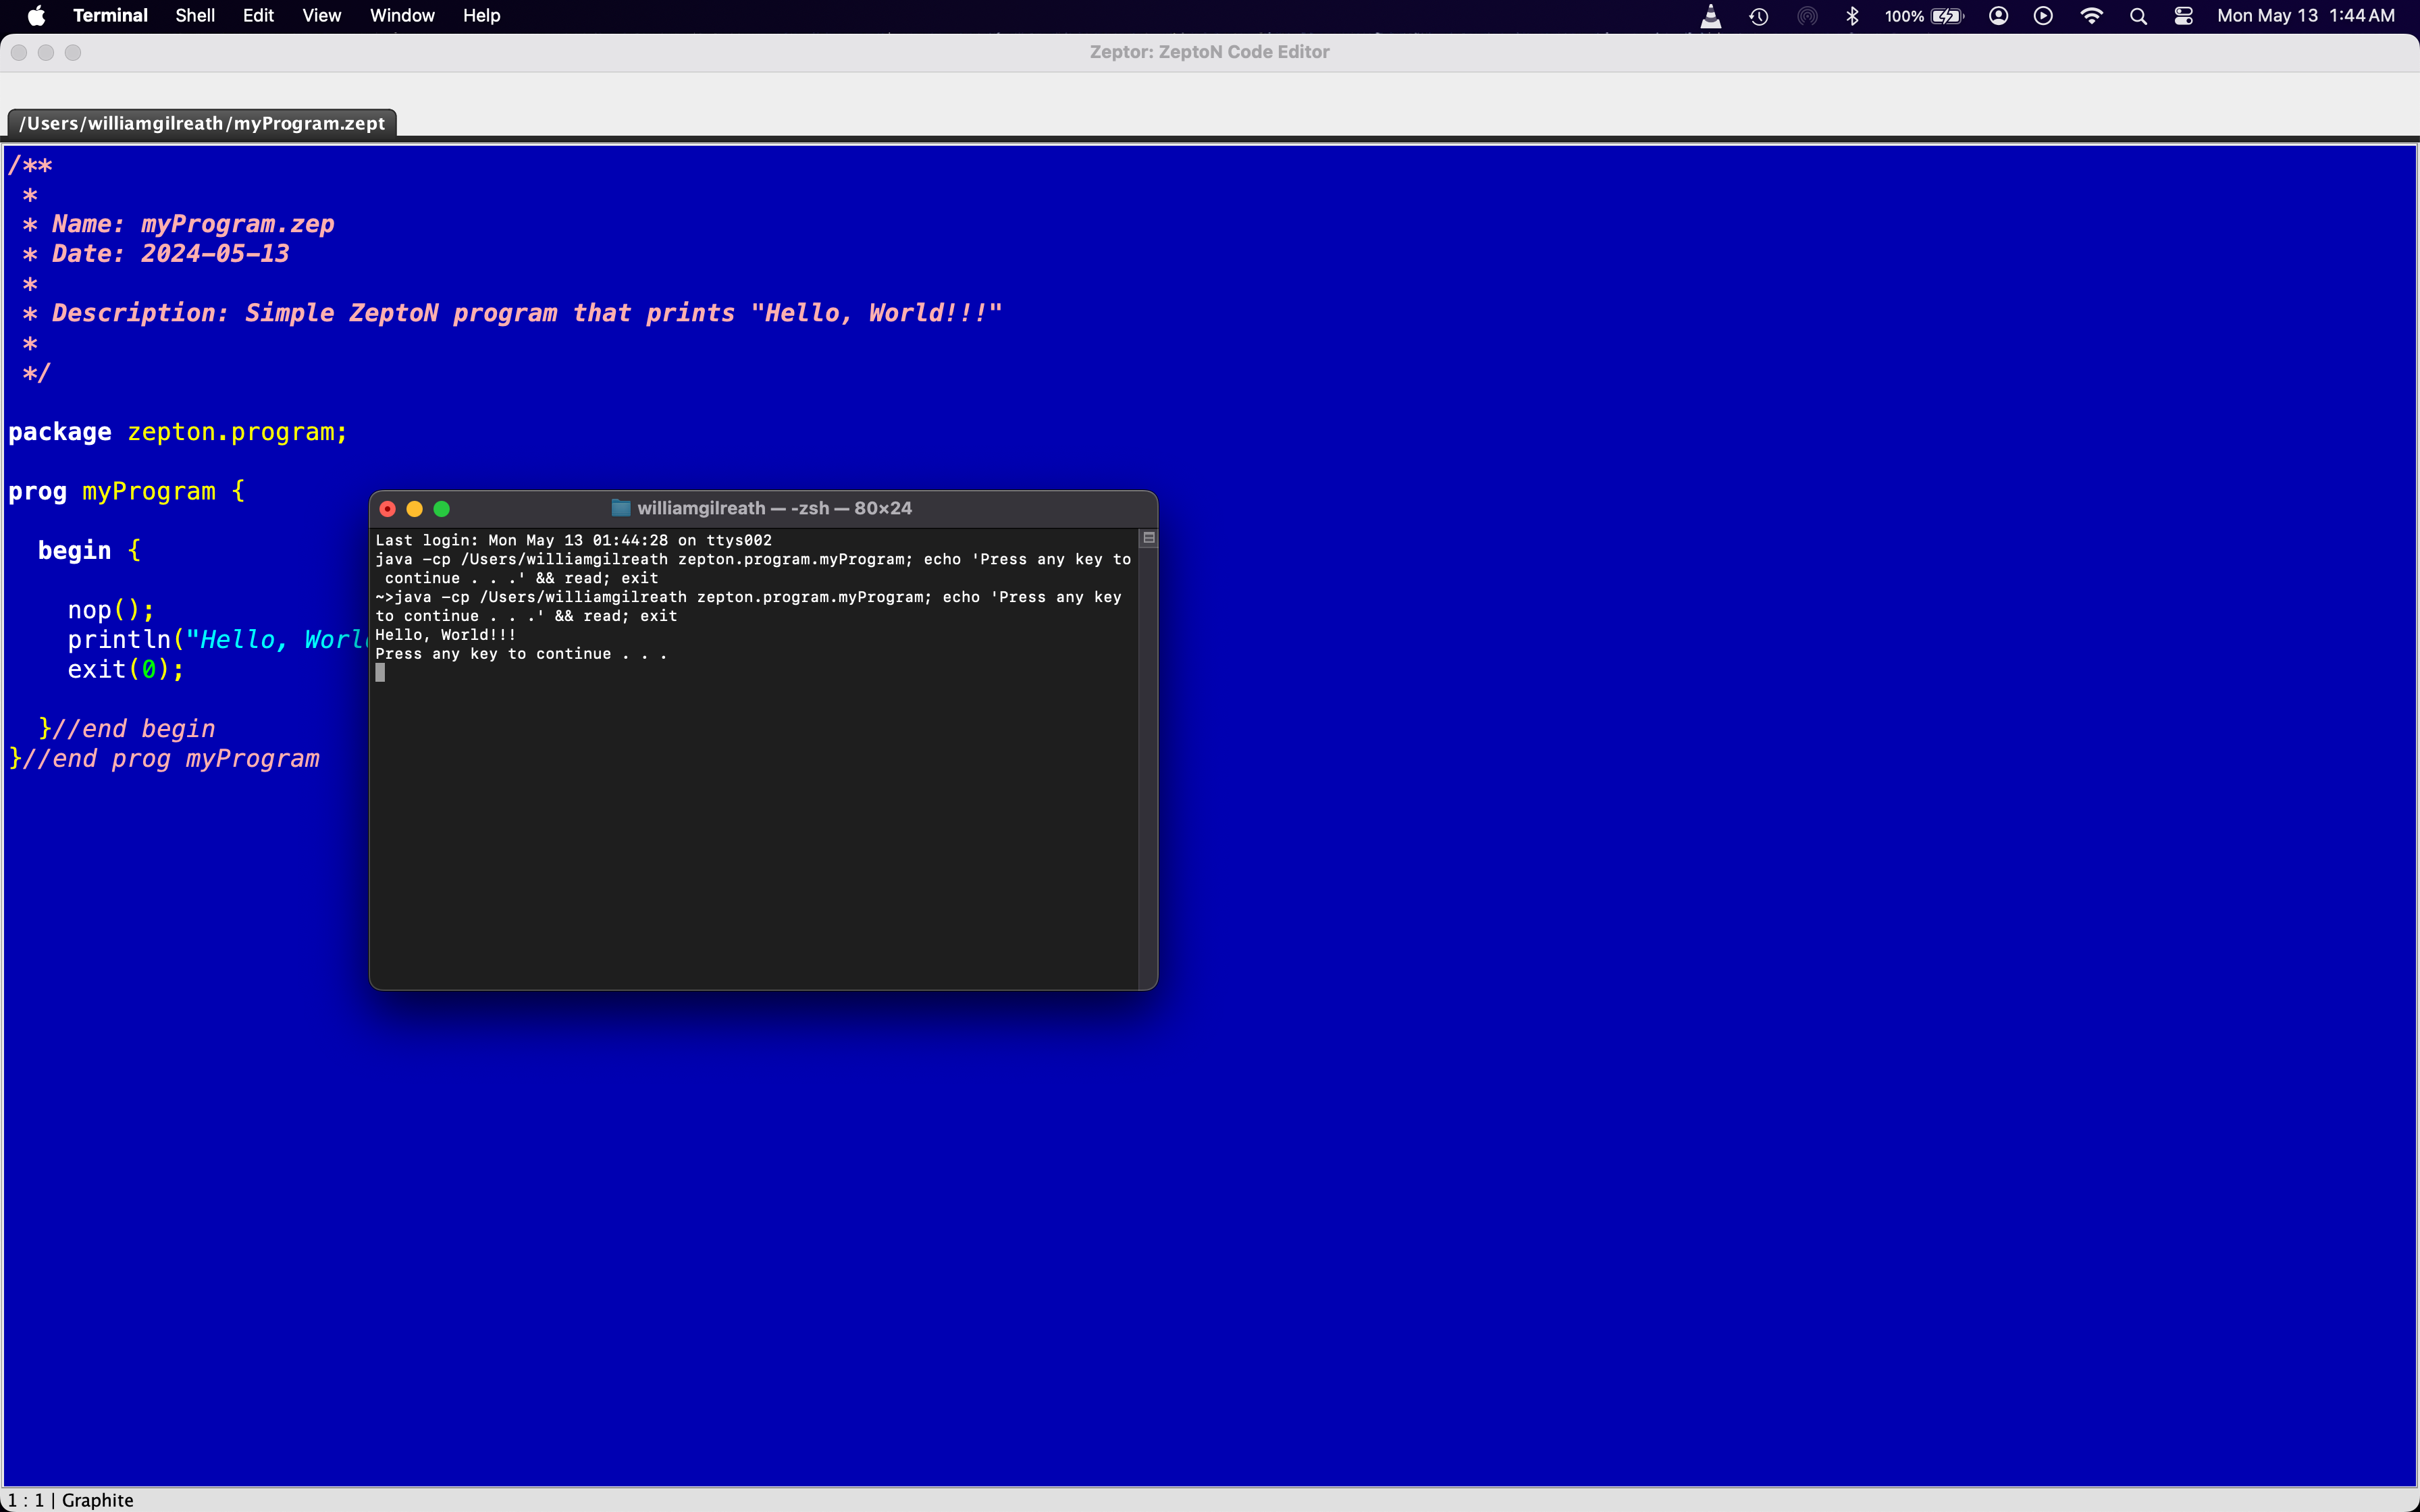 Terminal Shell Edit View Window Help 100% Mon May 13 1:44 AM
Zeptor: ZeptoN Code Editor
/Users/williamgilreath/myProgram.zept
/**
*
* Name: myProgram.zep
* Date: 2024-05-13
*
* Description: Simple ZeptoN program that prints "Hello, World!!!"
*
*/
package zepton.program;
prog myProgram {
begin {
nop();
println("Hello, Worl
exit(0);
}//end begin
}//end prog myProgram
williamgilreath — -zsh — 80×24
Last login: Mon May 13 01:44:28 on ttys002
java -cp /Users/williamgilreath zepton.program.myProgram; echo 'Press any key to
continue . . .' && read; exit
~>java -cp /Users/williamgilreath zepton.program.myProgram; echo 'Press any key
to continue . . .' && read; exit
Hello, World!!!
Press any key to continue . . .
1 : 1 | Graphite